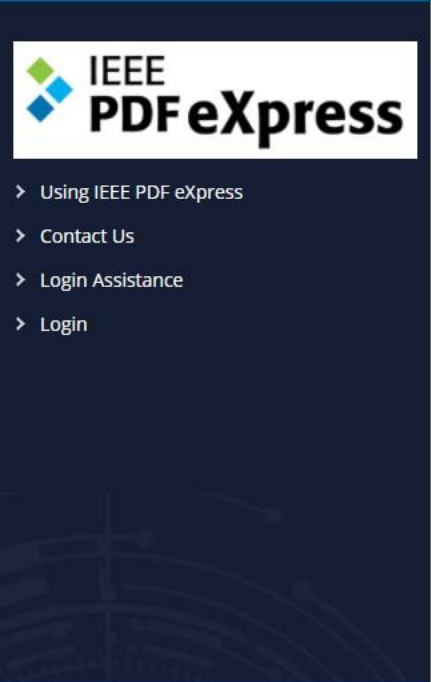 IEEE
PDF eXpress
Using IEEE PDF eXpress
Contact Us
Login Assistance
Login